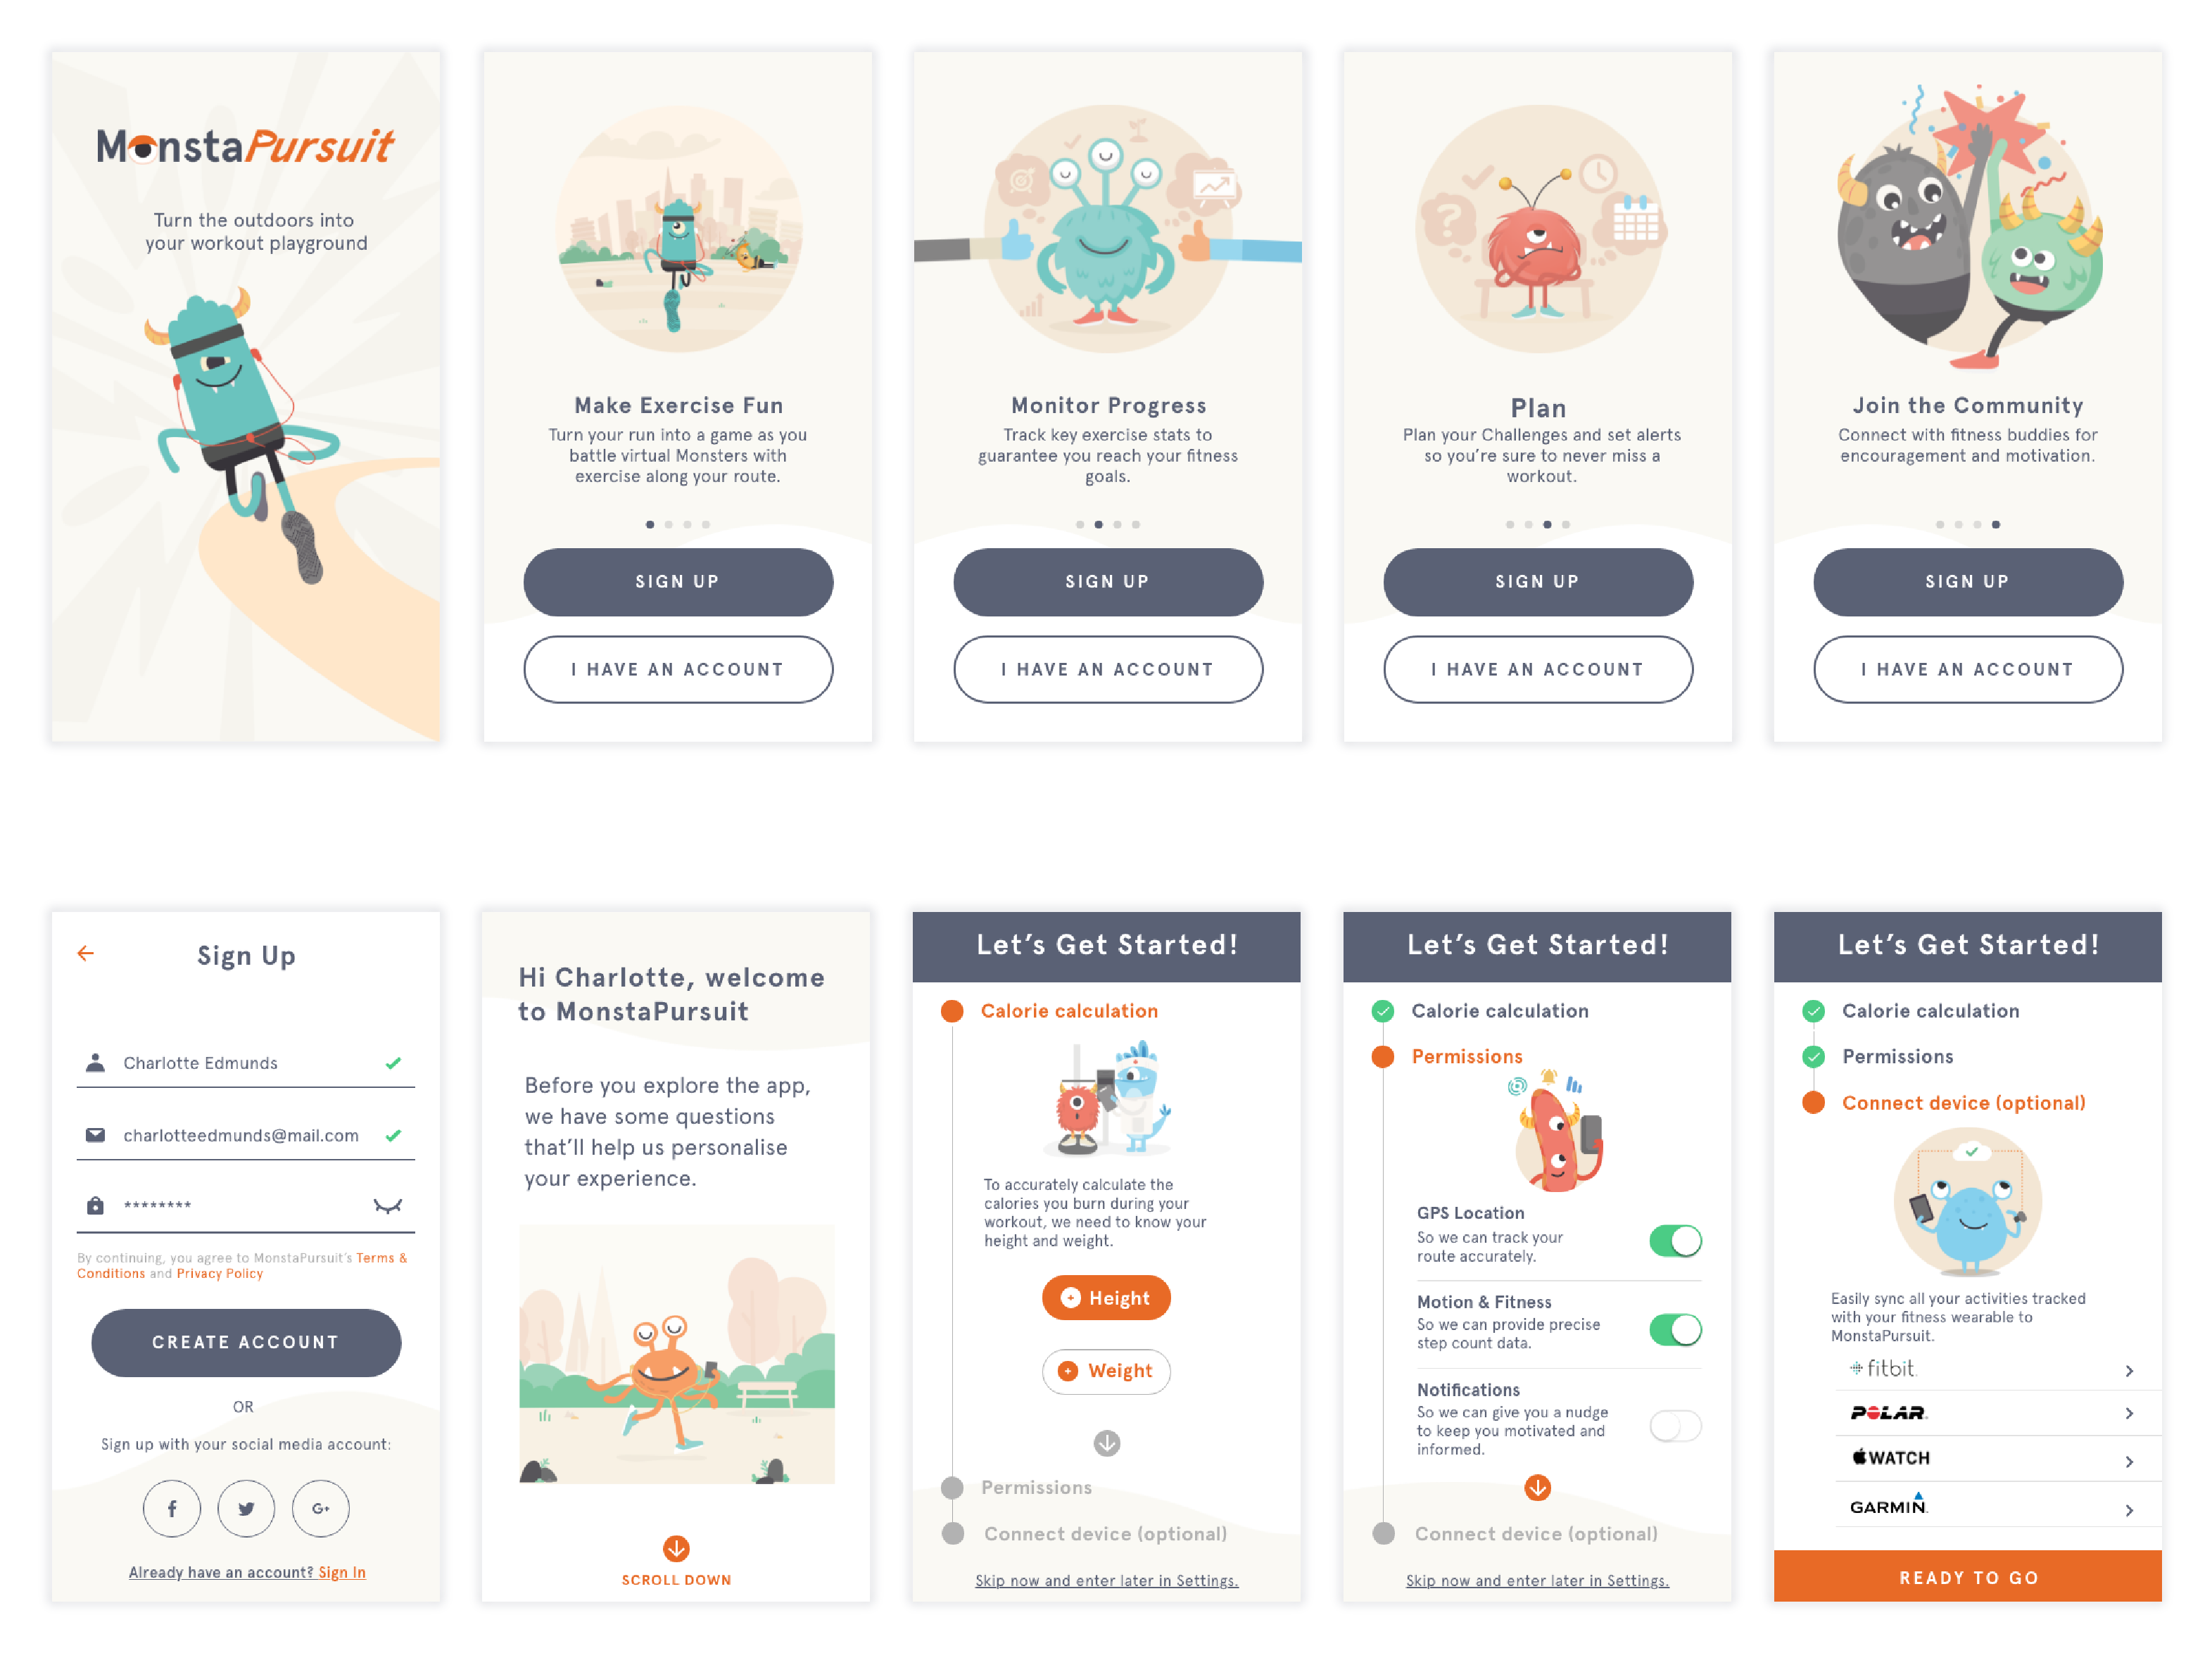 MonstaPursuit
Turn the outdoors into
your workout playground
Make Exercise Fun
Turn your run into a game as you
battle virtual Monsters with
exercise along your route.
SIGN UP
I HAVE AN ACCOUNT
Monitor Progress
Track key exercise stats to
guarantee you reach your fitness
goals.
SIGN UP
I HAVE AN ACCOUNT
?
Plan
Plan your Challenges and set alerts
so you're sure to never miss a
workout.
SIGN UP
I HAVE AN ACCOUNT
Join the Community
Connect with fitness buddies for
encouragement and motivation.
SIGN UP
I HAVE AN ACCOUNT
Sign Up
Charlotte Edmunds
charlotteedmunds@mail.com
********
By continuing, you agree to MonstaPursuit's Terms &
Conditions and Privacy Policy
CREATE ACCOUNT
OR
Sign up with your social media account:
f
G+
Already have an account? Sign In
Hi Charlotte, welcome
to MonstaPursuit
Before you explore the app,
we have some questions
that'll help us personalise
your experience.
SCROLL DOWN
Let's Get Started!
Calorie calculation
To accurately calculate the
calories you burn during your
workout, we need to know your
height and weight.
+ Height
+ Weight
Permissions
Connect device (optional)
Skip now and enter later in Settings.
Let's Get Started!
Calorie calculation
Permissions
GPS Location
So we can track your
route accurately.
Motion & Fitness
So we can provide precise
step count data.
Notifications
So we can give you a nudge
to keep you motivated and
informed.
Connect device (optional)
Skip now and enter later in Settings.
Let's Get Started!
Calorie calculation
Permissions
Connect device (optional)
Easily sync all your activities tracked
with your fitness wearable to
MonstaPursuit.
fitbit
POLAR
WATCH
GARMIN
READY TO GO